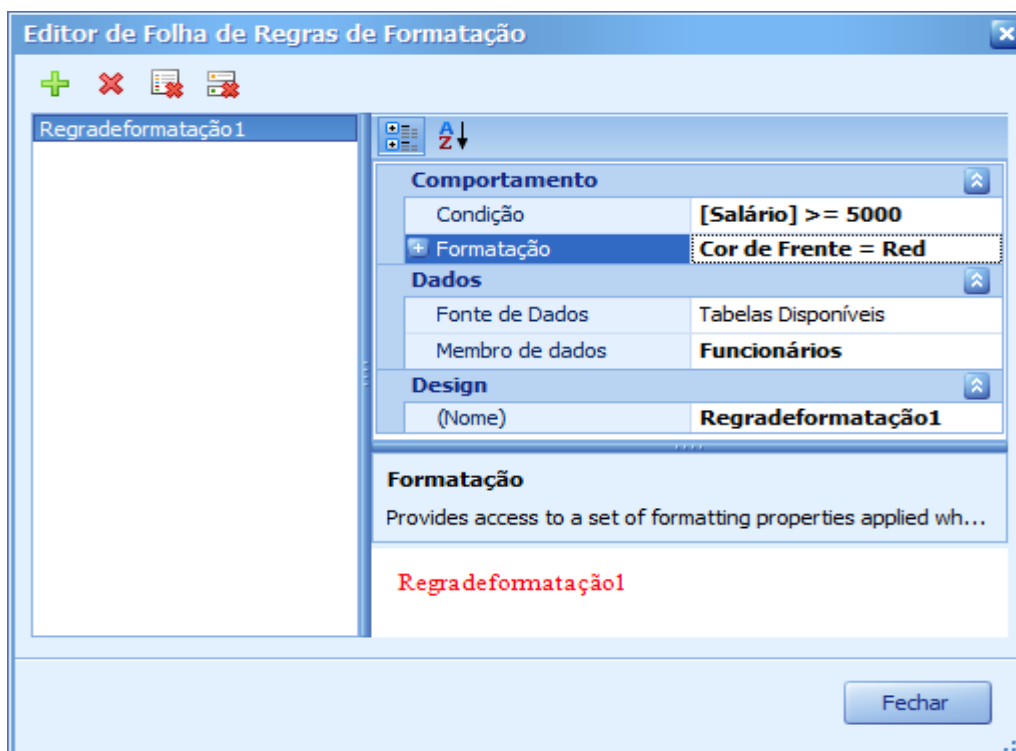 Editor de Folha de Regras de Formatação
Regradeformatação1
Comportamento
Condição [Salário] >= 5000
Formatação Cor de Frente = Red
Dados
Fonte de Dados Tabelas Disponíveis
Membro de dados Funcionários
Design
(Nome) Regradeformatação1
Formatação
Provides access to a set of formatting properties applied wh...
Regradeformatação1
Fechar